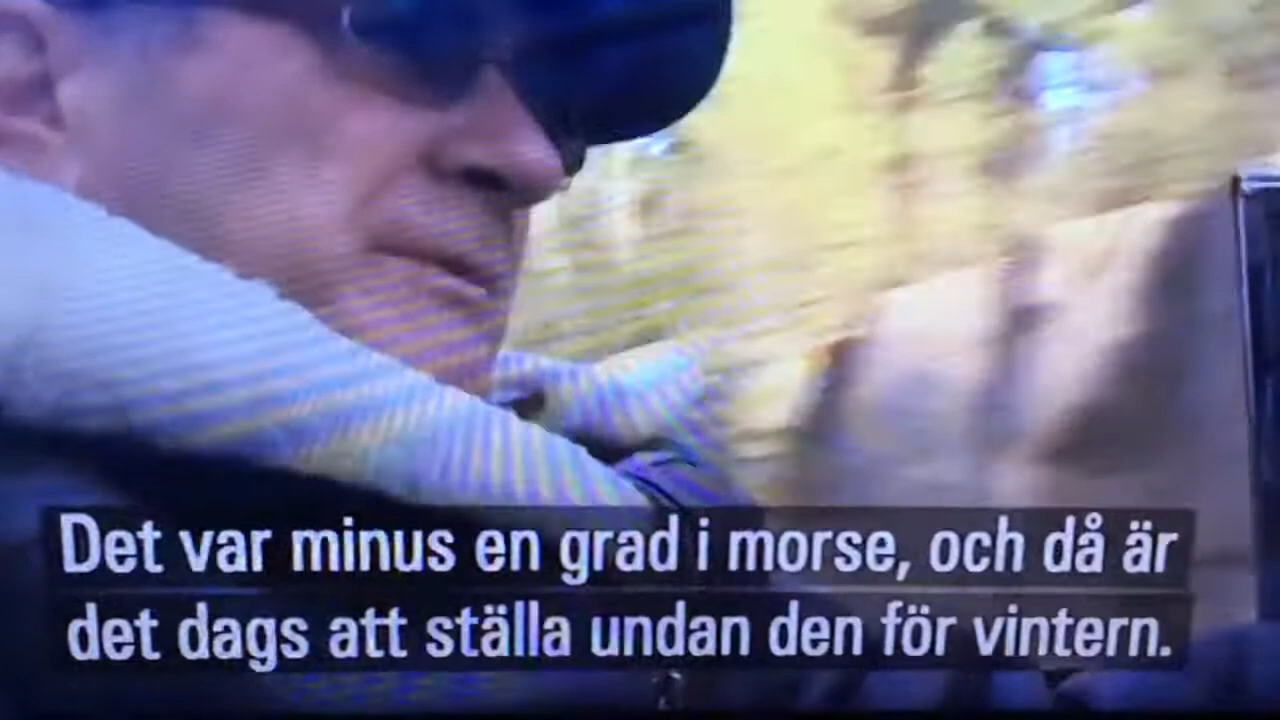 Det var minus en grad i morse, och då är
det dags att ställa undan den för vintern.